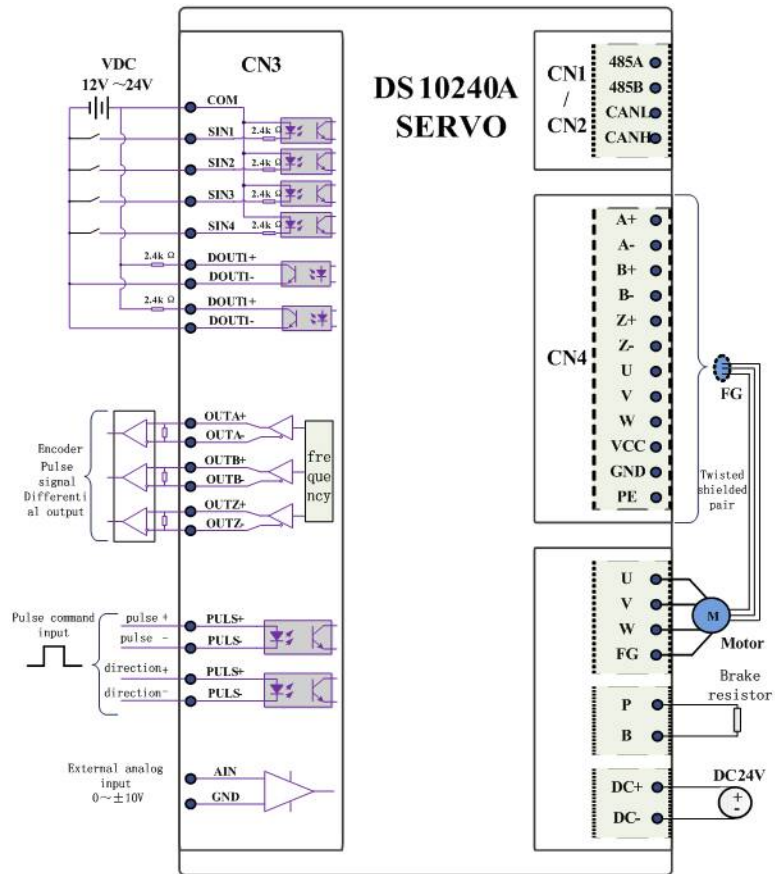 VDC
12V ~24V
CN3
COM
SIN1
2.4k Ω
SIN2
2.4k Ω
SIN3
2.4k Ω
SIN4
2.4k Ω
2.4k Ω
DOUT1+
DOUT1-
2.4k Ω
DOUT1+
DOUT1-
Encoder
Pulse
signal
Differenti
al output
OUTA+
OUTA-
OUTB+
OUTB-
OUTZ+
OUTZ-
fre
que
ncy
Pulse command
input
pulse +
pulse -
direction+
direction-
PULS+
PULS-
PULS+
PULS-
External analog
input
0~±10V
AIN
GND
DS10240A
SERVO
CN1
/
CN2
485A
485B
CANL
CANH
CN4
A+
A-
B+
B-
Z+
Z-
U
V
W
VCC
GND
PE
FG
Twisted
shielded
pair
U
V
W
FG
M
Motor
P
B
Brake
resistor
DC+
DC-
DC24V
+
-